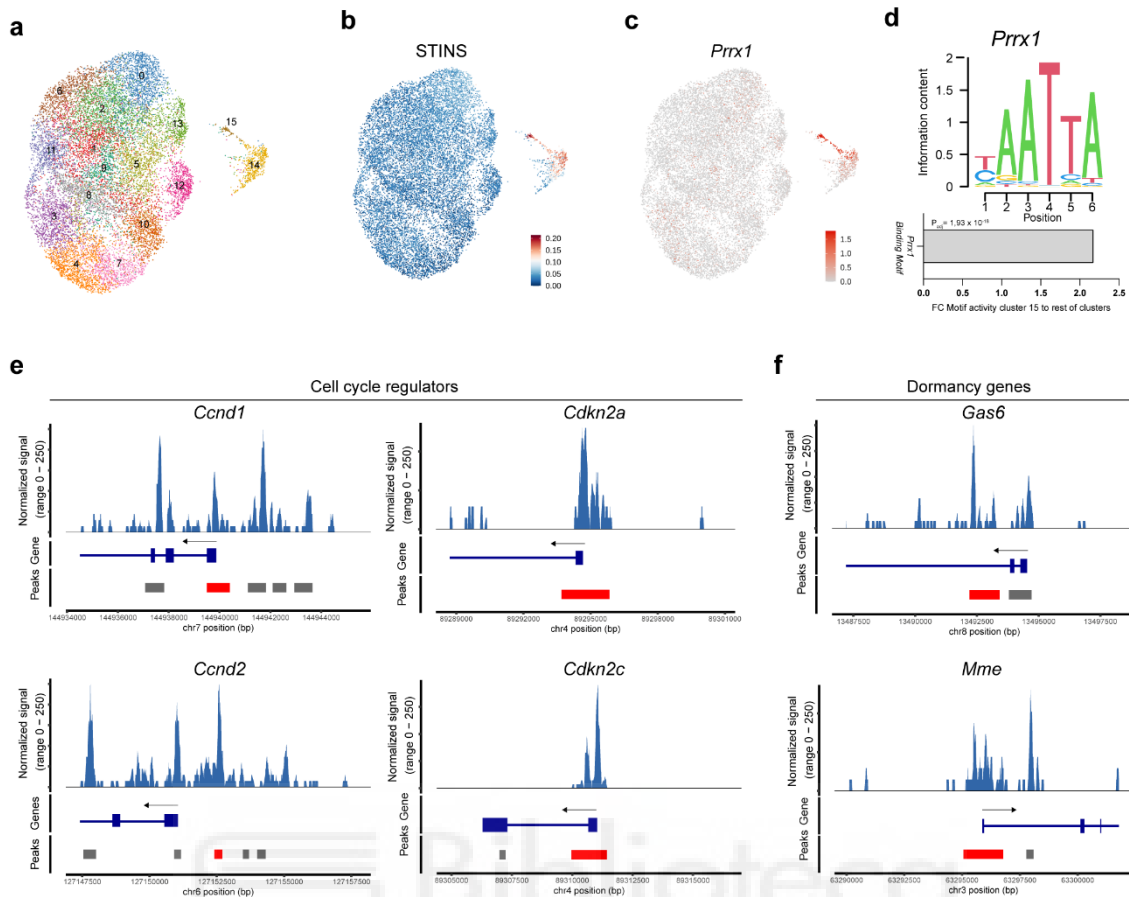 a
0
6
2
13
15
11
1
9
5
14
8
12
3
10
4
7
b
STINS
0.20
0.15
0.10
0.05
0.00
c
Prrx1
1.5
1.0
0.5
0.0
d
Prrx1
Information content
2
1.5
1
0.5
0
T C A A T T A
1 2 3 4 5 6
Position
Prrx1
Binding Motif
0.0 0.5 1.0 1.5 2.0 2.5
FC Motif activity cluster 15 to rest of clusters
e
Cell cycle regulators
Ccnd1
Normalized signal
(range 0 – 250)
Gene
Peaks
144934000 144936000 144938000 144940000 144942000 144944000
chr7 position (bp)
Cdkn2a
Normalized signal
(range 0 – 250)
Gene
Peaks
89289000 89292000 89295000 89298000 89301000
chr4 position (bp)
Ccnd2
Normalized signal
(range 0 – 250)
Genes
Peaks
127147500 127150000 127152500 127155000 127157500
chr6 position (bp)
Cdkn2c
Normalized signal
(range 0 – 250)
Gene
Peaks
89305000 89307500 89310000 89312500 89315000
chr4 position (bp)
f
Dormancy genes
Gas6
Normalized signal
(range 0 – 250)
Gene
Peaks
13487500 13490000 13492500 13495000 13497500
chr8 position (bp)
Mme
Normalized signal
(range 0 – 250)
Gene
Peaks
63290000 63292500 63295000 63297500 63300000
chr3 position (bp)
Biblioteca